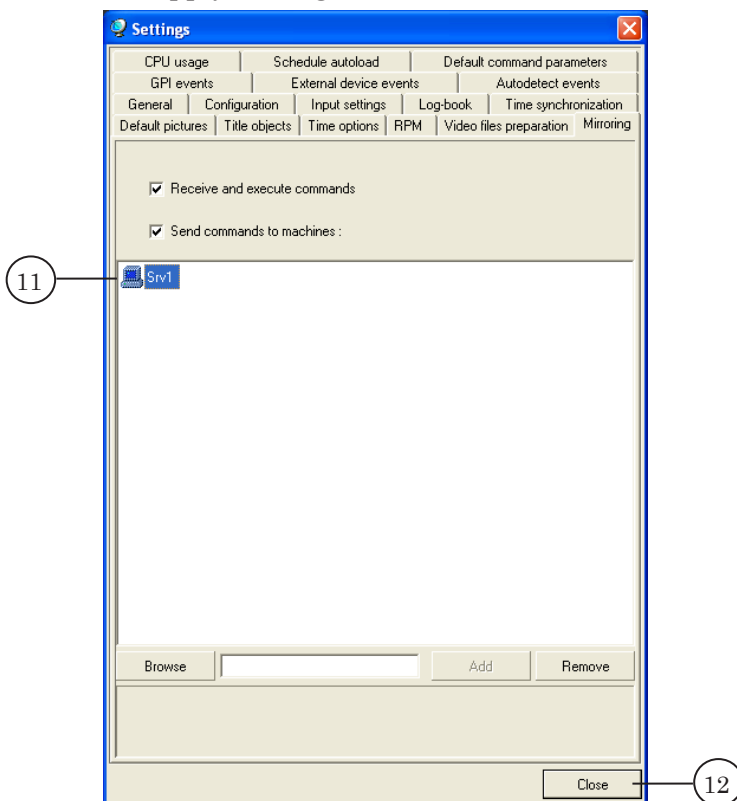 Settings
CPU usage Schedule autoload Default command parameters
GPI events External device events Autodetect events
General Configuration Input settings Log-book Time synchronization
Default pictures Title objects Time options RPM Video files preparation Mirroring
Receive and execute commands
Send commands to machines :
11 Srv1
Browse Add Remove
Close 12